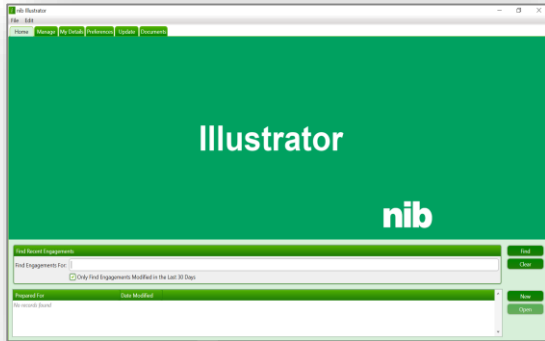 nib Illustrator
File Edit
Home Manage My Details Preferences Update Documents
Illustrator
nib
Find Recent Engagements
Find
Find Engagements For:
Clear
Only Find Engagements Modified in the Last 30 Days
Prepared For Date Modified
New
No records found
Open